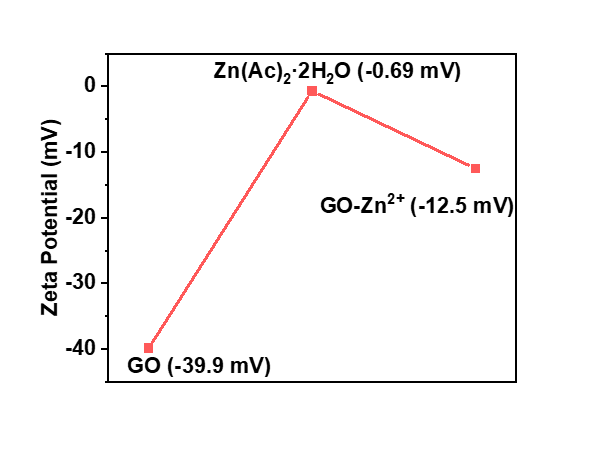 Zn(Ac)₂·2H₂O (-0.69 mV)
0
-10
GO-Zn²⁺ (-12.5 mV)
-20
-30
-40
GO (-39.9 mV)
Zeta Potential (mV)